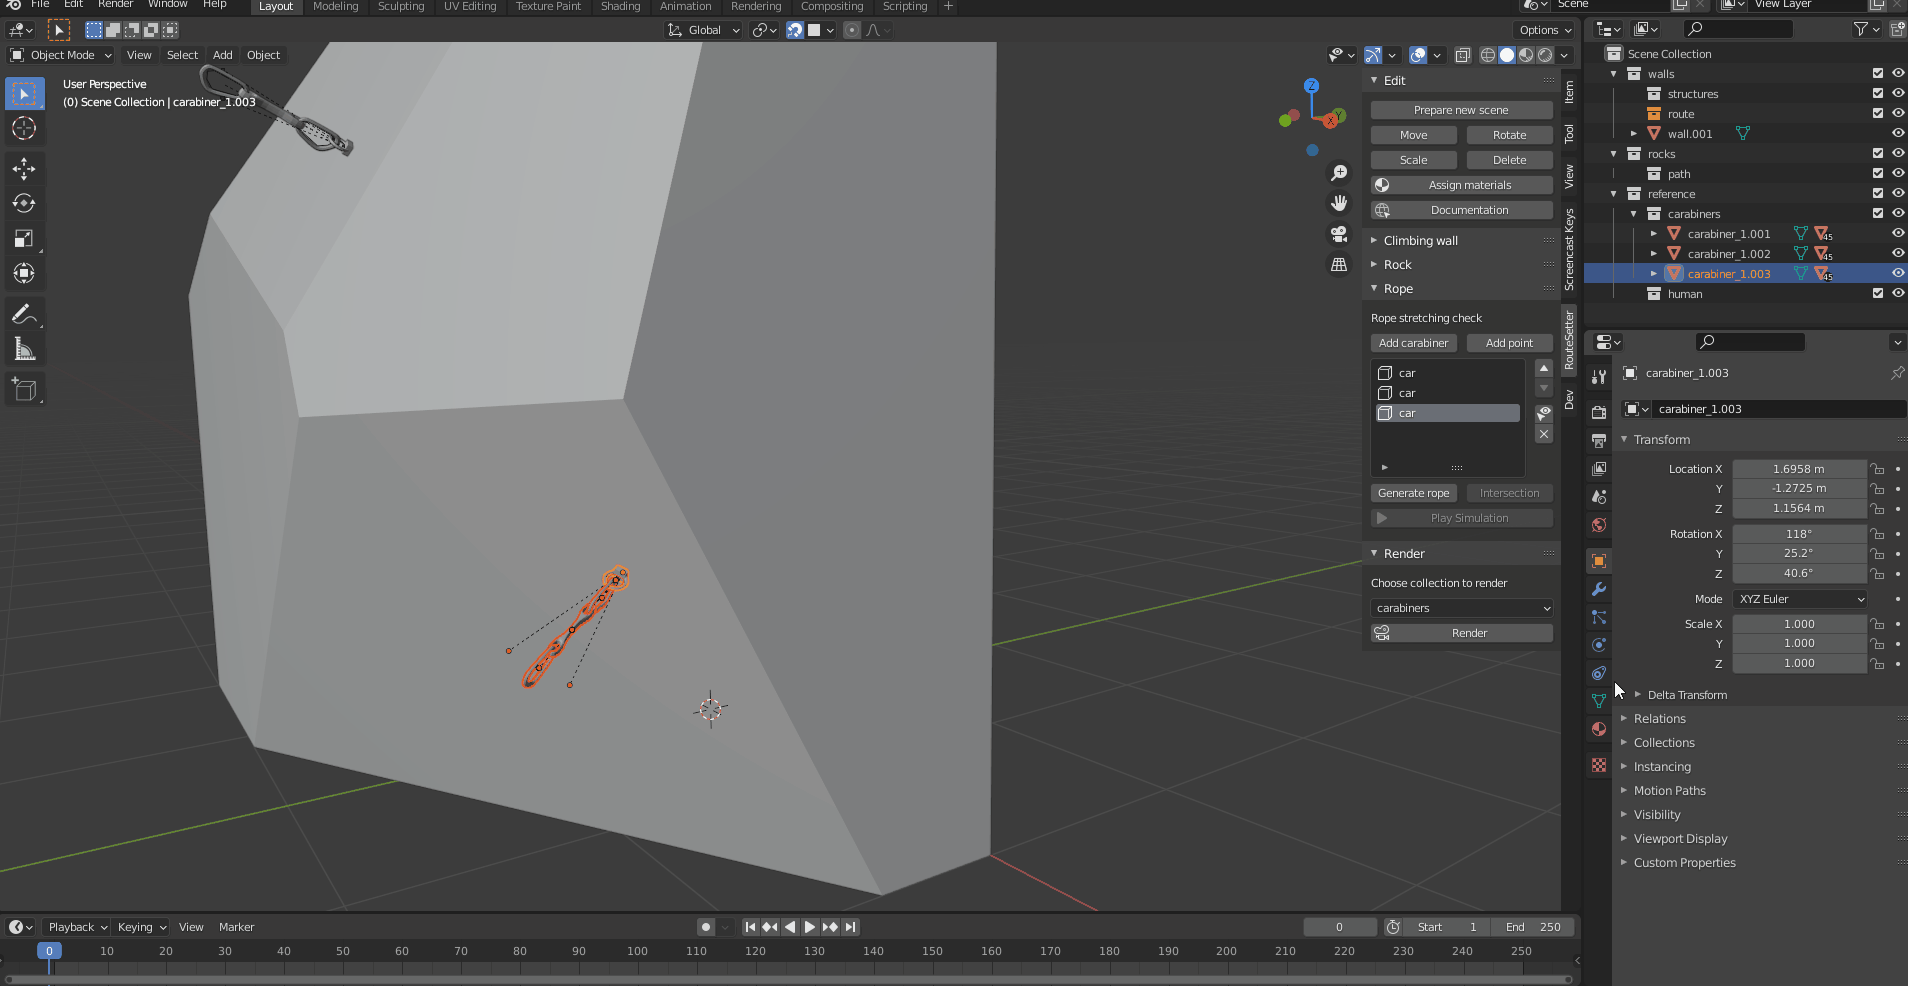 File Edit Render Window Help Layout Modeling Sculpting UV Editing Texture Paint Shading Animation Rendering Compositing Scripting + Scene View Layer
Global Options
Object Mode View Select Add Object
User Perspective
(0) Scene Collection | carabiner_1.003
Z
Y
X
Edit
Prepare new scene
Move Rotate
Scale Delete
Assign materials
Documentation
Climbing wall
Rock
Rope
Rope stretching check
Add carabiner Add point
car
car
car
Generate rope Intersection
Play Simulation
Render
Choose collection to render
carabiners
Render
Item
Tool
View
Screencast Keys
RouteSetter
Dev
Scene Collection
walls
structures
route
wall.001
rocks
path
reference
carabiners
carabiner_1.001 45
carabiner_1.002 45
carabiner_1.003 45
human
carabiner_1.003
carabiner_1.003
Transform
Location X 1.6958 m
Y -1.2725 m
Z 1.1564 m
Rotation X 118°
Y 25.2°
Z 40.6°
Mode XYZ Euler
Scale X 1.000
Y 1.000
Z 1.000
Delta Transform
Relations
Collections
Instancing
Motion Paths
Visibility
Viewport Display
Custom Properties
Playback Keying View Marker 0 Start 1 End 250
0 10 20 30 40 50 60 70 80 90 100 110 120 130 140 150 160 170 180 190 200 210 220 230 240 250